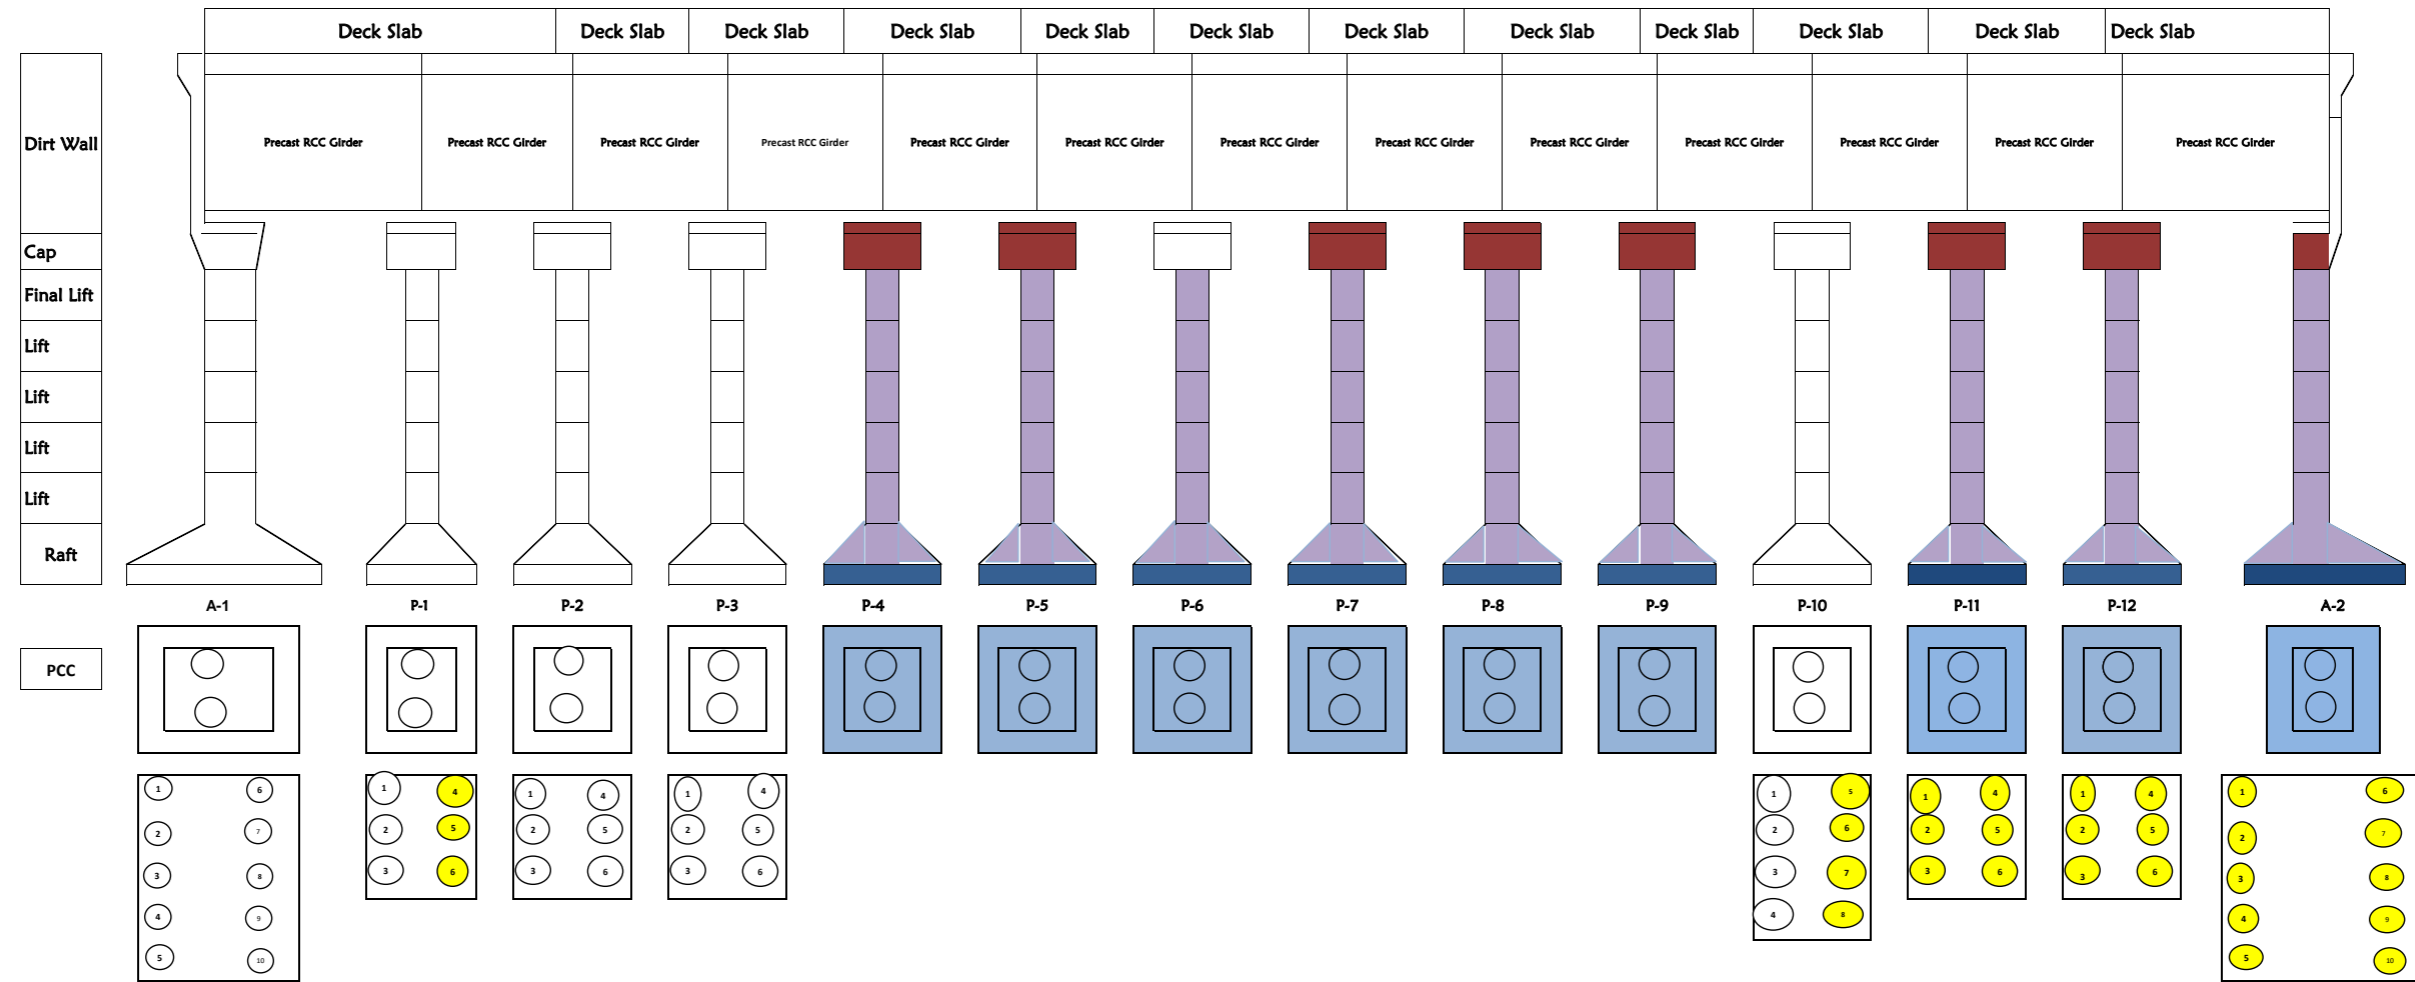 Deck Slab Deck Slab Deck Slab Deck Slab Deck Slab Deck Slab Deck Slab Deck Slab Deck Slab Deck Slab Deck Slab Deck Slab
Dirt Wall Precast RCC Girder Precast RCC Girder Precast RCC Girder Precast RCC Girder Precast RCC Girder Precast RCC Girder Precast RCC Girder Precast RCC Girder Precast RCC Girder Precast RCC Girder Precast RCC Girder Precast RCC Girder Precast RCC Girder
Cap
Final Lift
Lift
Lift
Lift
Lift
Raft
A-1 P-1 P-2 P-3 P-4 P-5 P-6 P-7 P-8 P-9 P-10 P-11 P-12 A-2
PCC
1 6 1 4 1 4 1 4 1 5 1 4 1 4 1 6
2 7 2 5 2 5 2 5 2 6 2 5 2 5 2 7
3 8 3 6 3 6 3 6 3 7 3 6 3 6 3 8
4 9 4 8 4 9
5 10 5 10